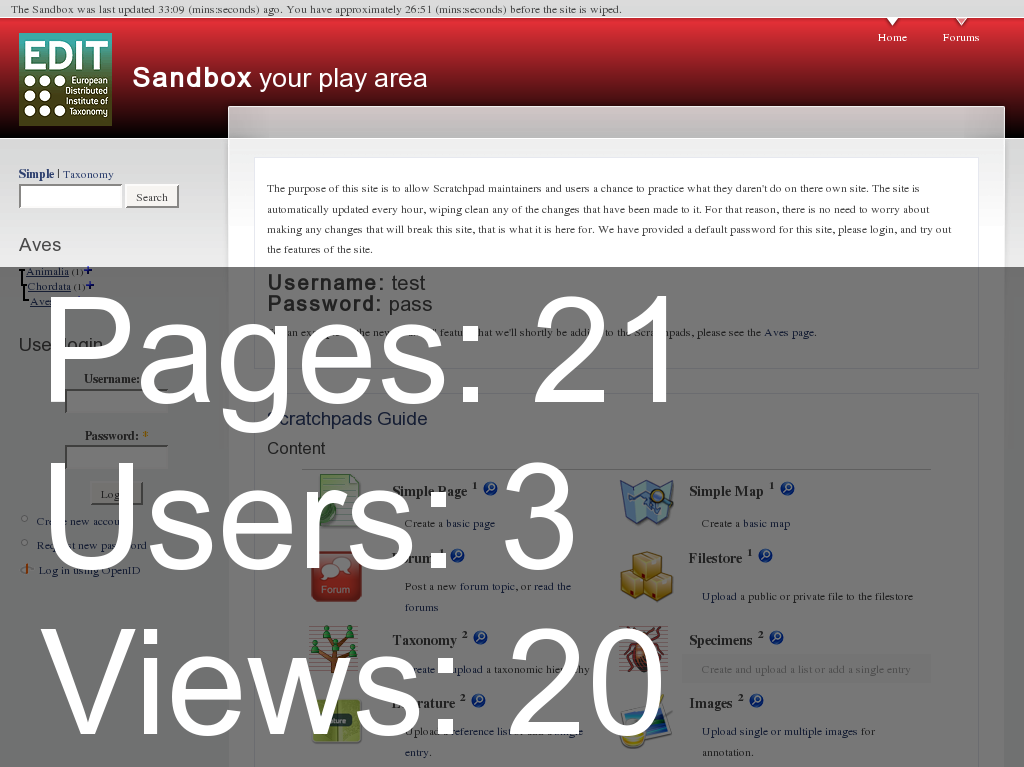 The Sandbox was last updated 33:09 (mins:seconds) ago. You have approximately 26:51 (mins:seconds) before the site is wiped.
Home
Forums
EDIT
European
Distributed
Institute of
Taxonomy
Sandbox your play area
Simple | Taxonomy
Search
Aves
Animalia (1)
Chordata (1)
The purpose of this site is to allow Scratchpad maintainers and users a chance to practice what they daren't do on there own site. The site is
automatically updated every hour, wiping clean any of the changes that have been made to it. For that reason, there is no need to worry about
making any changes that will break this site, that is what it is here for. We have provided a default password for this site, please login, and try out
the features of the site.
Username: test
Password: pass
the new feature that we'll shortly be to the Scratchpads, please see the Aves page.
Pages: 21
User login
Username:
Password: *
Scratchpads Guide
Content
Users: 3
Simple Page 1
Create a basic page
Simple Map 1
Create a basic map
Forum 1
Forum
Post a new forum topic, or read the
forums
Filestore 1
Upload a public or private file to the filestore
Create new account
Request new password
Log in using OpenID
Views: 20
Taxonomy 2
Create upload a taxonomic hierarchy
Specimens 2
Create and upload a list or add a single entry
Literature 2
Upload reference list
entry.
Images 2
Upload single or multiple images for
annotation.